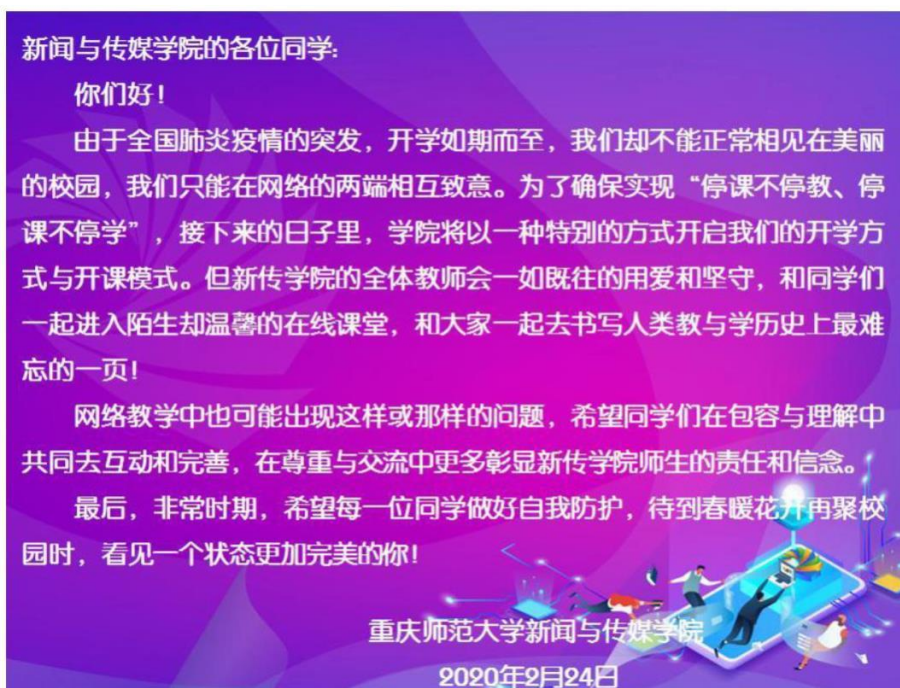 新闻与传媒学院的各位同学:
你们好!
由于全国肺炎疫情的突发，开学如期而至，我们却不能正常相见在美丽
的校园，我们只能在网络的两端相互致意。为了确保实现“停课不停教、停
课不停学”，接下来的日子里，学院将以一种特别的方式开启我们的开学方
式与开课模式。但新传学院的全体教师会一如既往的用爱和坚守，和同学们
一起进入陌生却温馨的在线课堂，和大家一起去书写人类教与学历史上最难
忘的一页!
网络教学中也可能出现这样或那样的问题，希望同学们在包容与理解中
共同去互动和完善，在尊重与交流中更多彰显新传学院师生的责任和信念。
最后，非常时期，希望每一位同学做好自我防护，待到春暖花开再聚校
园时，看见一个状态更加完美的你!
重庆师范大学新闻与传媒学院
2020年2月24日